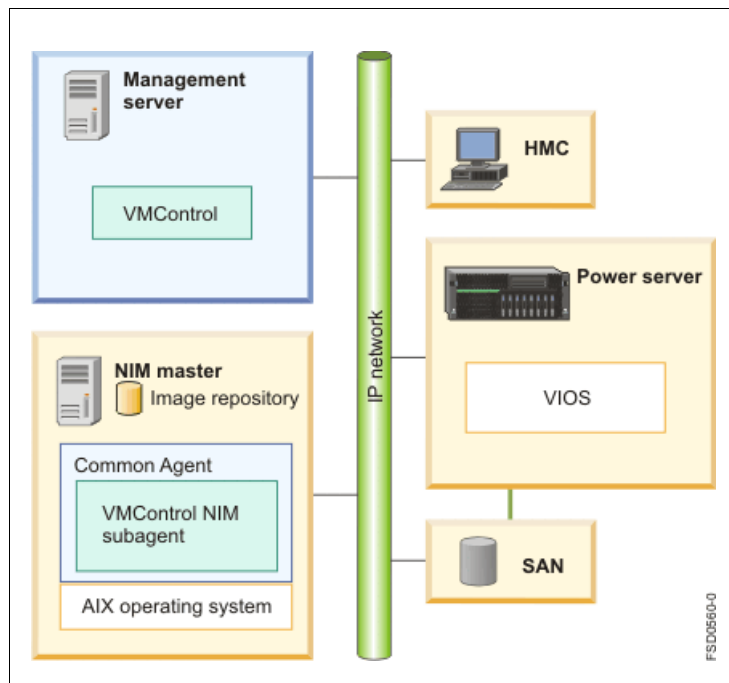 Management
server
VMControl
NIM master
Image repository
Common Agent
VMControl NIM
subagent
AIX operating system
IP network
HMC
Power server
VIOS
SAN
FSD0560-0